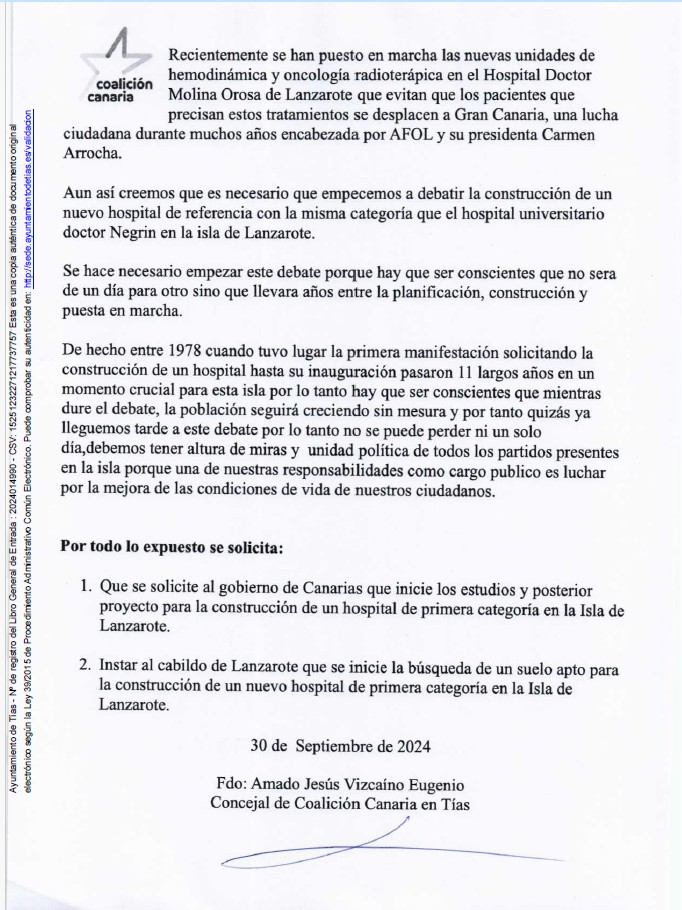 coalición
canaria
Recientemente se han puesto en marcha las nuevas unidades de
hemodinámica y oncología radioterápica en el Hospital Doctor
Molina Orosa de Lanzarote que evitan que los pacientes que
precisan estos tratamientos se desplacen a Gran Canaria, una lucha
ciudadana durante muchos años encabezada por AFOL y su presidenta Carmen
Arrocha.
Aun así creemos que es necesario que empecemos a debatir la construcción de un
nuevo hospital de referencia con la misma categoría que el hospital universitario
doctor Negrin en la isla de Lanzarote.
Se hace necesario empezar este debate porque hay que ser conscientes que no sera
de un día para otro sino que llevara años entre la planificación, construcción y
puesta en marcha.
De hecho entre 1978 cuando tuvo lugar la primera manifestación solicitando la
construcción de un hospital hasta su inauguración pasaron 11 largos años en un
momento crucial para esta isla por lo tanto hay que ser conscientes que mientras
dure el debate, la población seguirá creciendo sin mesura y por tanto quizás ya
lleguemos tarde a este debate por lo tanto no se puede perder ni un solo
día,debemos tener altura de miras y unidad política de todos los partidos presentes
en la isla porque una de nuestras responsabilidades como cargo publico es luchar
por la mejora de las condiciones de vida de nuestros ciudadanos.
Por todo lo expuesto se solicita:
1. Que se solicite al gobierno de Canarias que inicie los estudios y posterior
proyecto para la construcción de un hospital de primera categoría en la Isla de
Lanzarote.
2. Instar al cabildo de Lanzarote que se inicie la búsqueda de un suelo apto para
la construcción de un nuevo hospital de primera categoría en la Isla de
Lanzarote.
30 de Septiembre de 2024
Fdo: Amado Jesús Vizcaíno Eugenio
Concejal de Coalición Canaria en Tías
Ayuntamiento de Tías - Nº de registro del Libro General de Entrada : 2024014990 - CSV: 15251232271217737757 Esta es una copia auténtica de documento original
electrónico según la Ley 39/2015 de Procedimiento Administrativo Común Electrónico. Puede comprobar su autenticidad en: http://sede.ayuntamientodetias.es/validacion